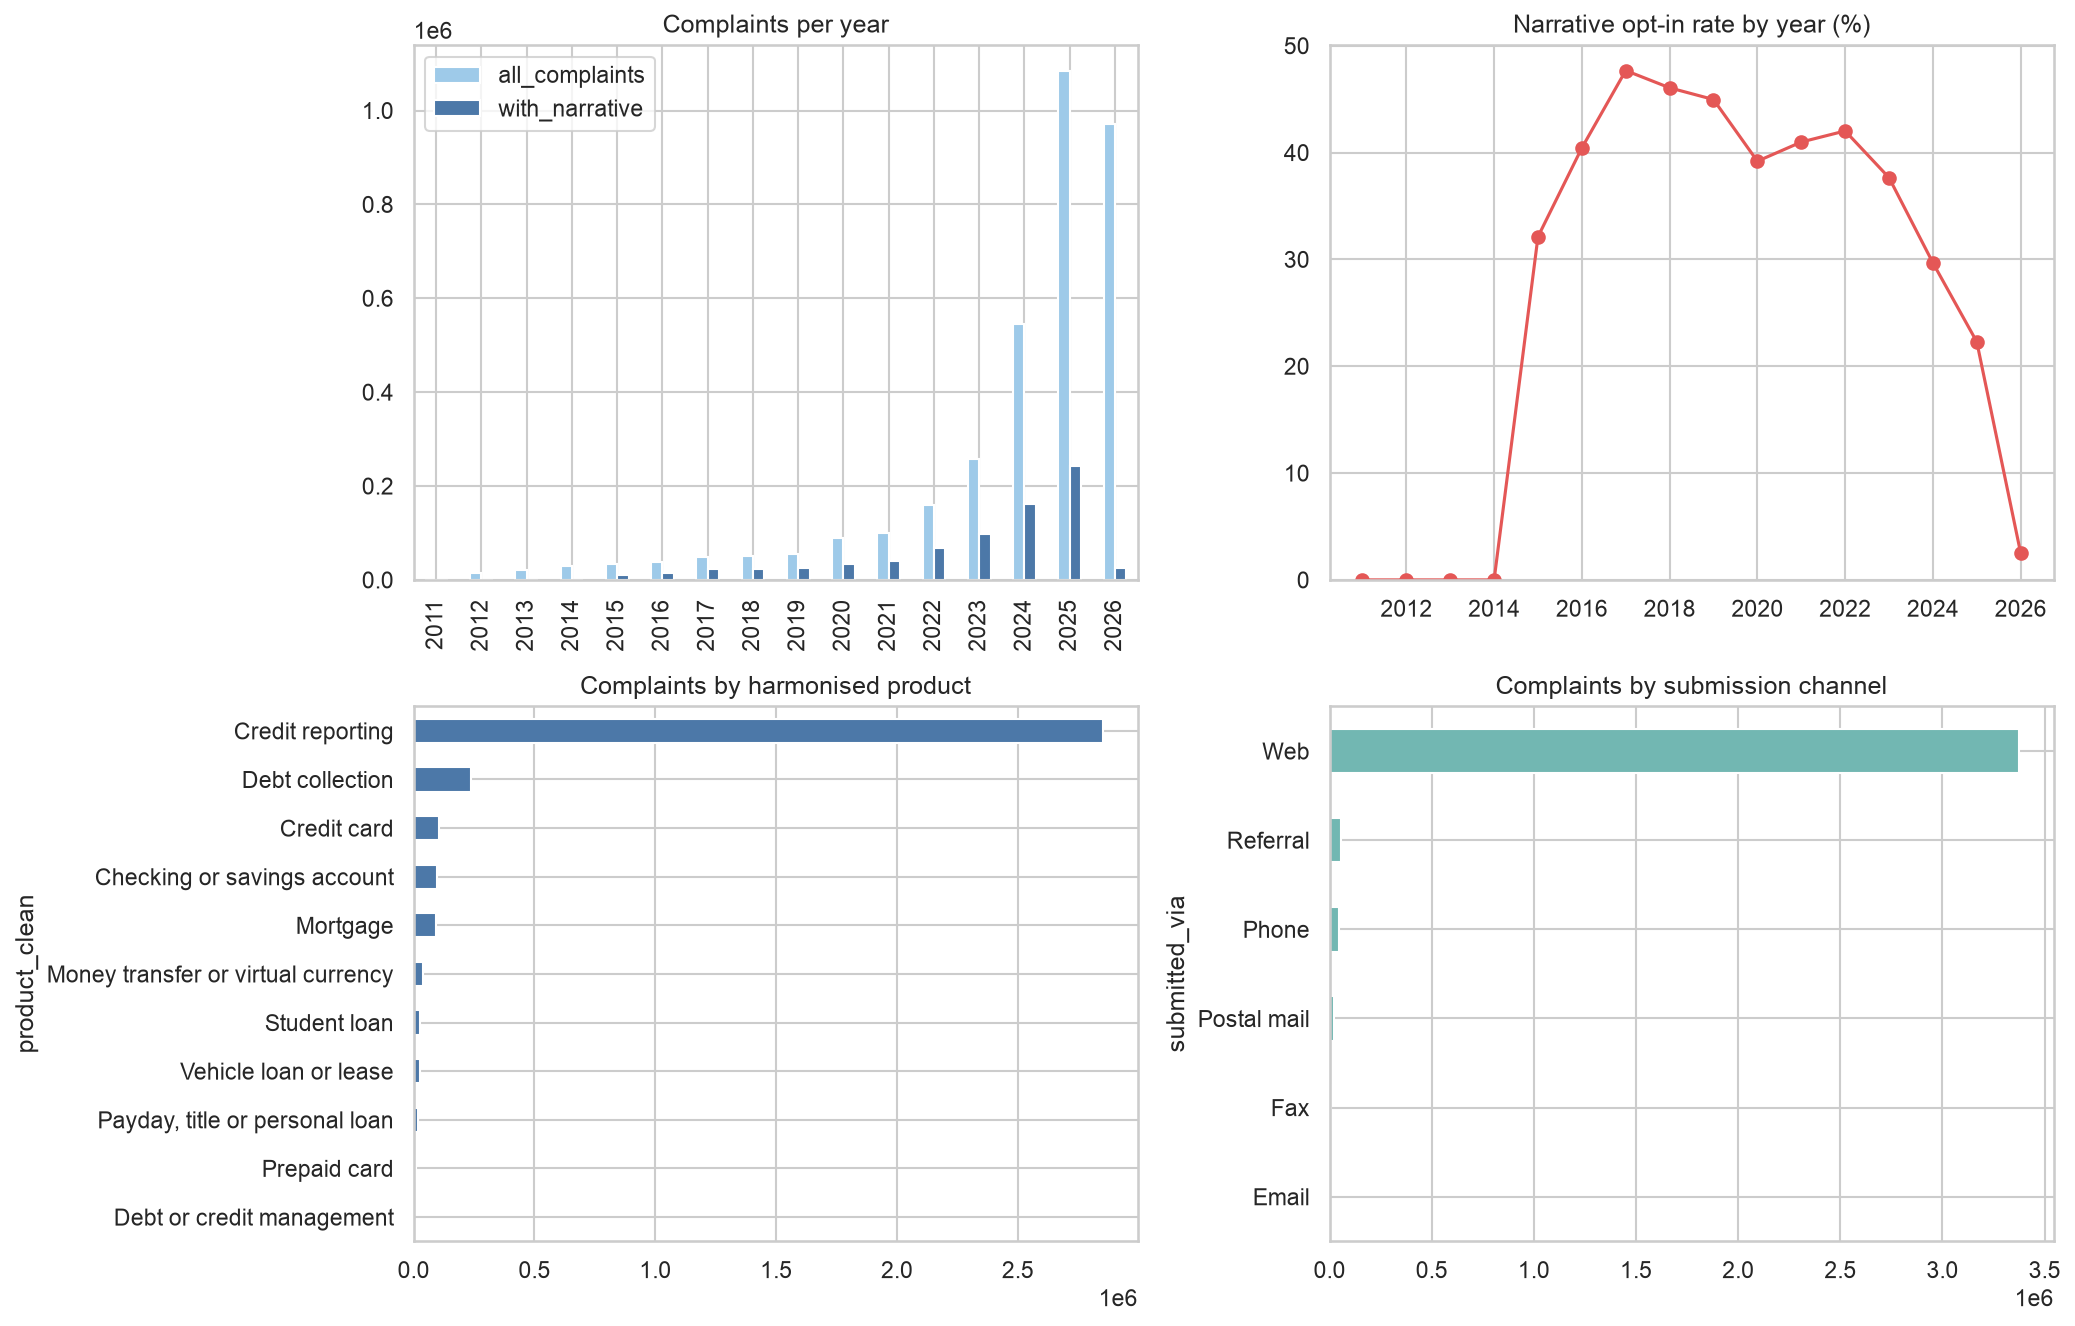 Complaints per year
1e6
all_complaints
with_narrative
1.0
0.8
0.6
0.4
0.2
0.0
2011 2012 2013 2014 2015 2016 2017 2018 2019 2020 2021 2022 2023 2024 2025 2026
Narrative opt-in rate by year (%)
50
40
30
20
10
0
2012 2014 2016 2018 2020 2022 2024 2026
Complaints by harmonised product
product_clean
Credit reporting
Debt collection
Credit card
Checking or savings account
Mortgage
Money transfer or virtual currency
Student loan
Vehicle loan or lease
Payday, title or personal loan
Prepaid card
Debt or credit management
0.0 0.5 1.0 1.5 2.0 2.5
1e6
Complaints by submission channel
submitted_via
Web
Referral
Phone
Postal mail
Fax
Email
0.0 0.5 1.0 1.5 2.0 2.5 3.0 3.5
1e6